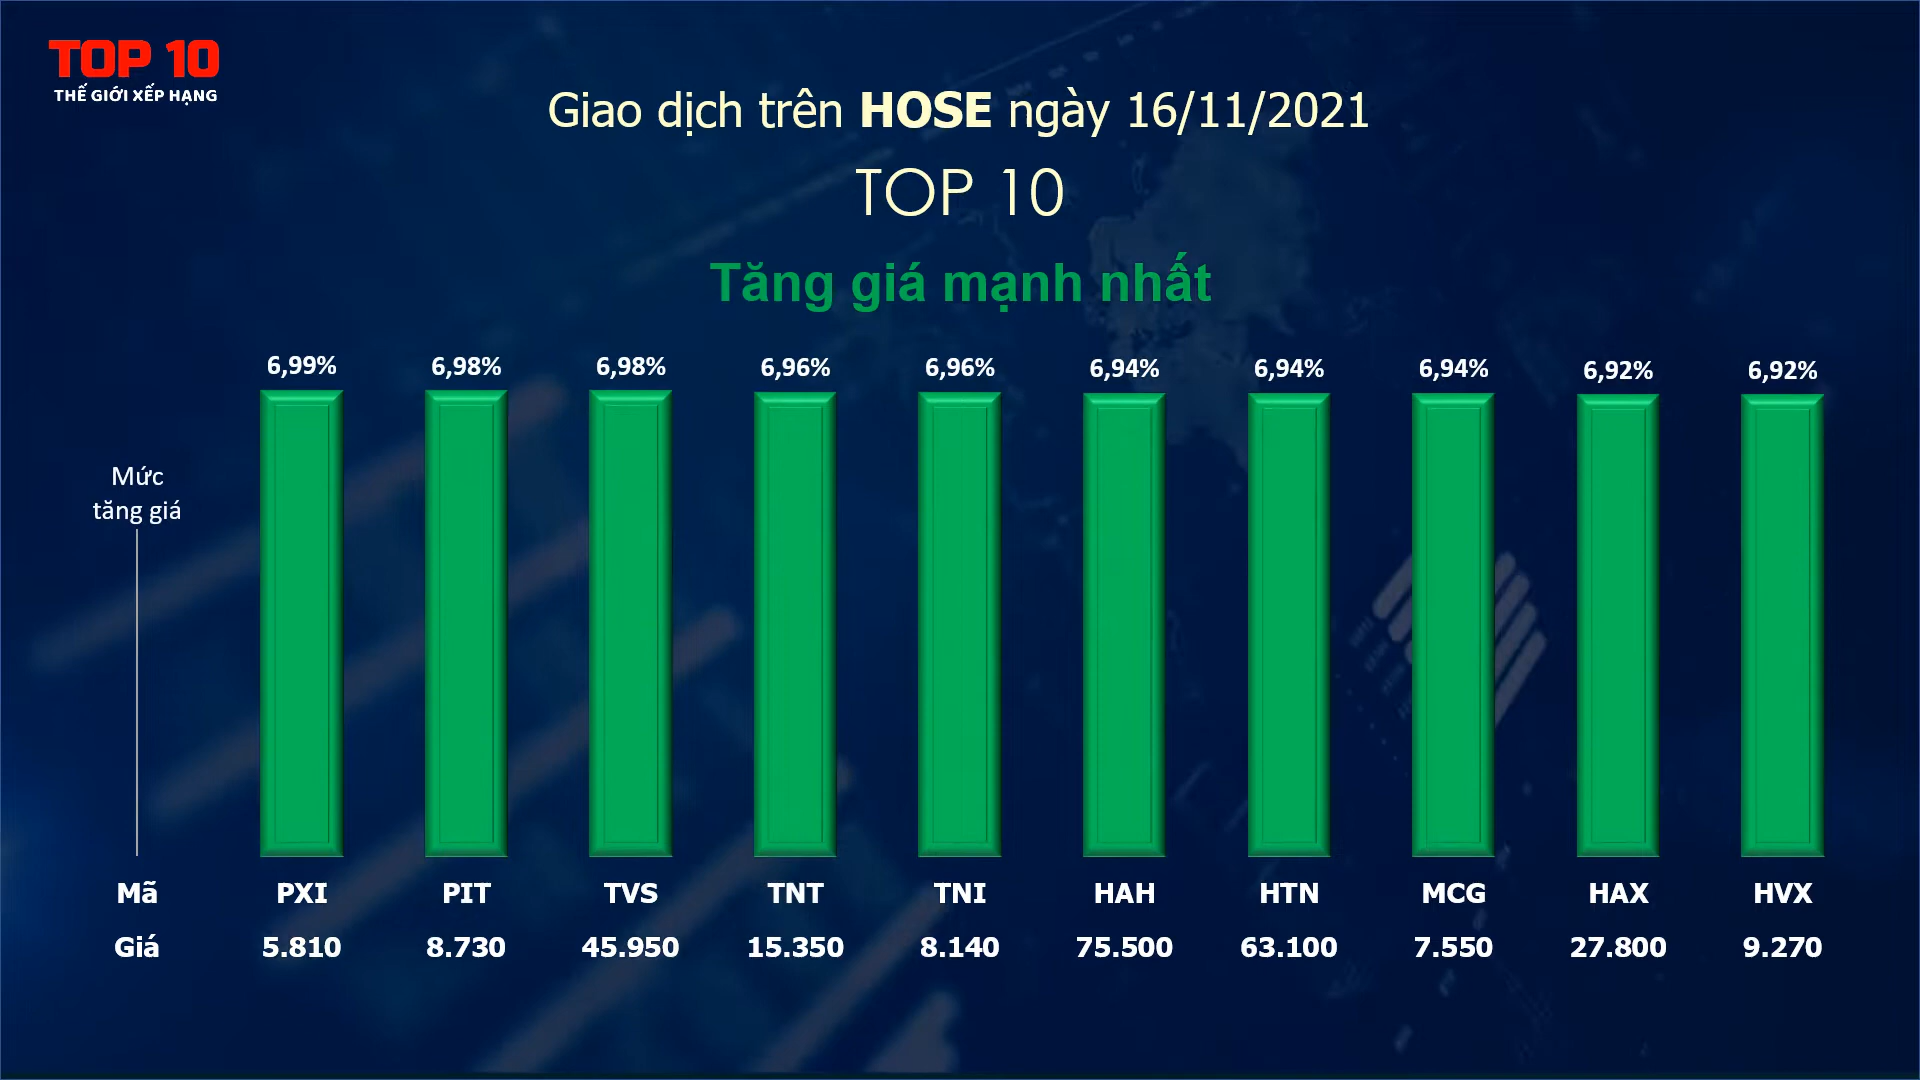 TOP 10
THẾ GIỚI XẾP HẠNG
Giao dịch trên HOSE ngày 16/11/2021
TOP 10
Tăng giá mạnh nhất
6,99% 6,98% 6,98% 6,96% 6,96% 6,94% 6,94% 6,94% 6,92% 6,92%
Mức
tăng giá
Mã PXI PIT TVS TNT TNI HAH HTN MCG HAX HVX
Giá 5.810 8.730 45.950 15.350 8.140 75.500 63.100 7.550 27.800 9.270